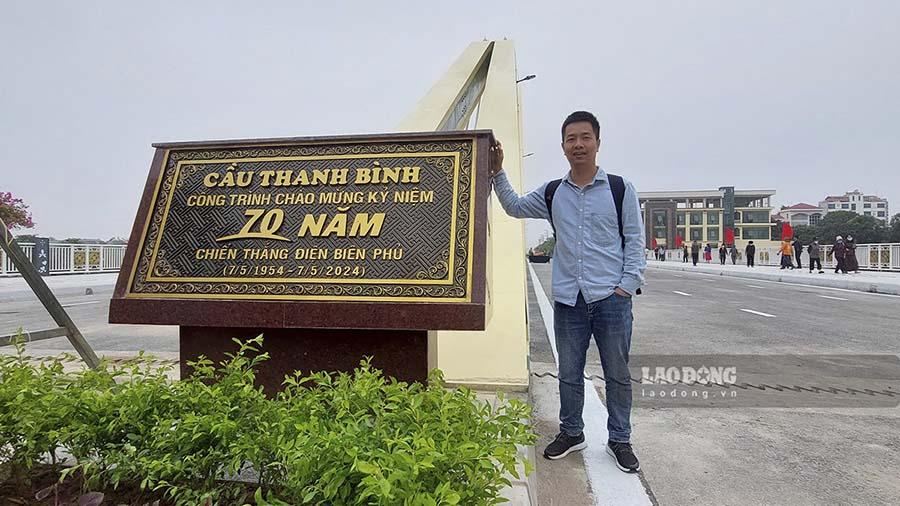 CẦU THANH BÌNH
CÔNG TRÌNH CHÀO MỪNG KỶ NIỆM
70 NĂM
CHIẾN THẮNG ĐIỆN BIÊN PHỦ
(7/5 1954 - 7/5/2024)
LAO ĐỘNG
laodong.vn